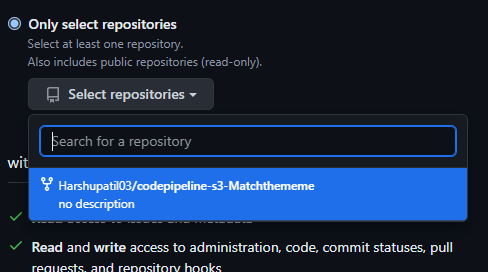 Only select repositories
Select at least one repository.
Also includes public repositories (read-only).
Select repositories
Search for a repository
wit
Harshupatil03/codepipeline-s3-Matchthememe
no description
Read access to issues and metadata
Read and write access to administration, code, commit statuses, pull
requests, and repository hooks